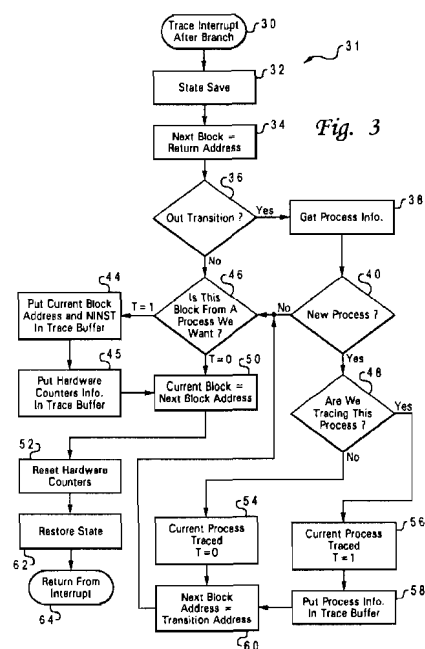 Trace Interrupt
After Branch
30
31
32
State Save
34
Next Block =
Return Address
Fig. 3
36
Out Transition ?
Yes
38
Get Process Info.
No
44
46
40
Put Current Block
Address and NINST
In Trace Buffer
T = 1
Is This
Block From A
Process We
Want ?
No
New Process ?
Yes
45
T = 0
50
48
Put Hardware
Counters Info.
In Trace Buffer
Current Block =
Next Block Address
Are We
Tracing This
Process ?
Yes
No
52
Reset Hardware
Counters
54
56
Current Process
Traced
T = 0
Current Process
Traced
T = 1
Restore State
62
Return From
Interrupt
64
Next Block
Address =
Transition Address
60
58
Put Process Info.
In Trace Buffer